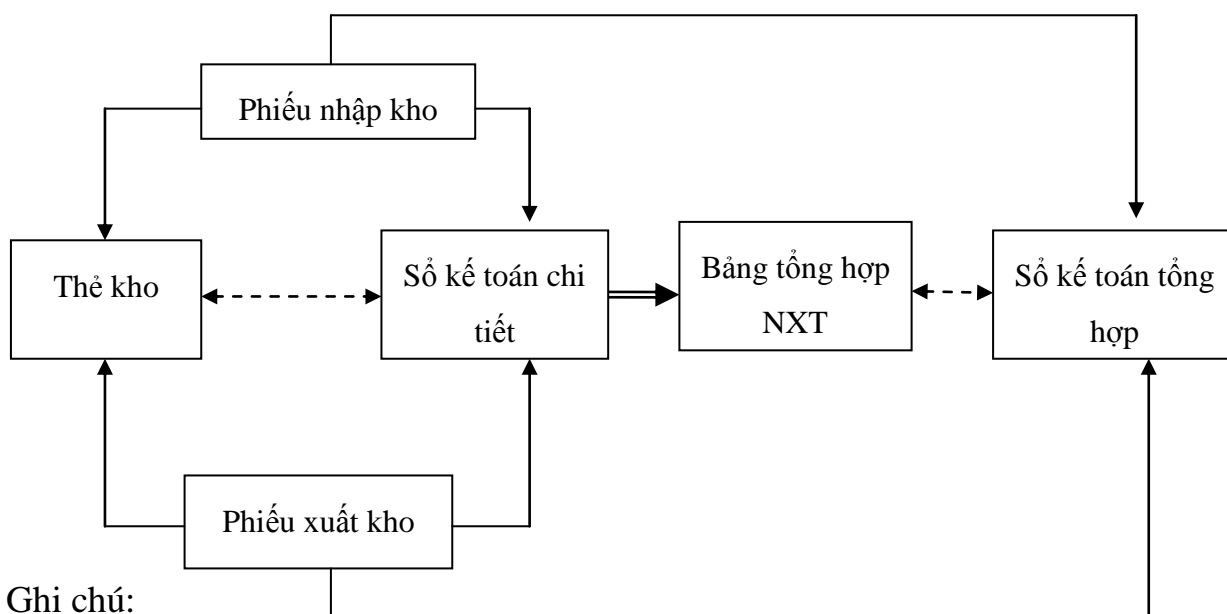 Phiếu nhập kho
Thẻ kho
Sổ kế toán chi
tiết
Bảng tổng hợp
NXT
Sổ kế toán tổng
hợp
Phiếu xuất kho
Ghi chú: